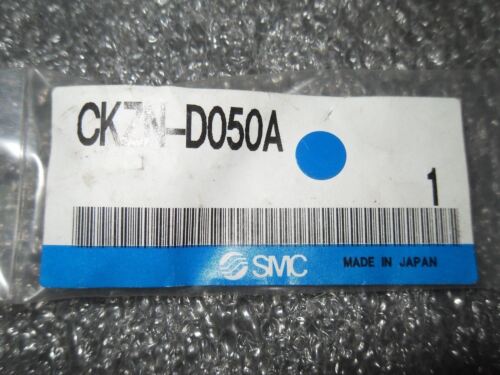 CKZN-D050A
1
SMC
MADE IN JAPAN